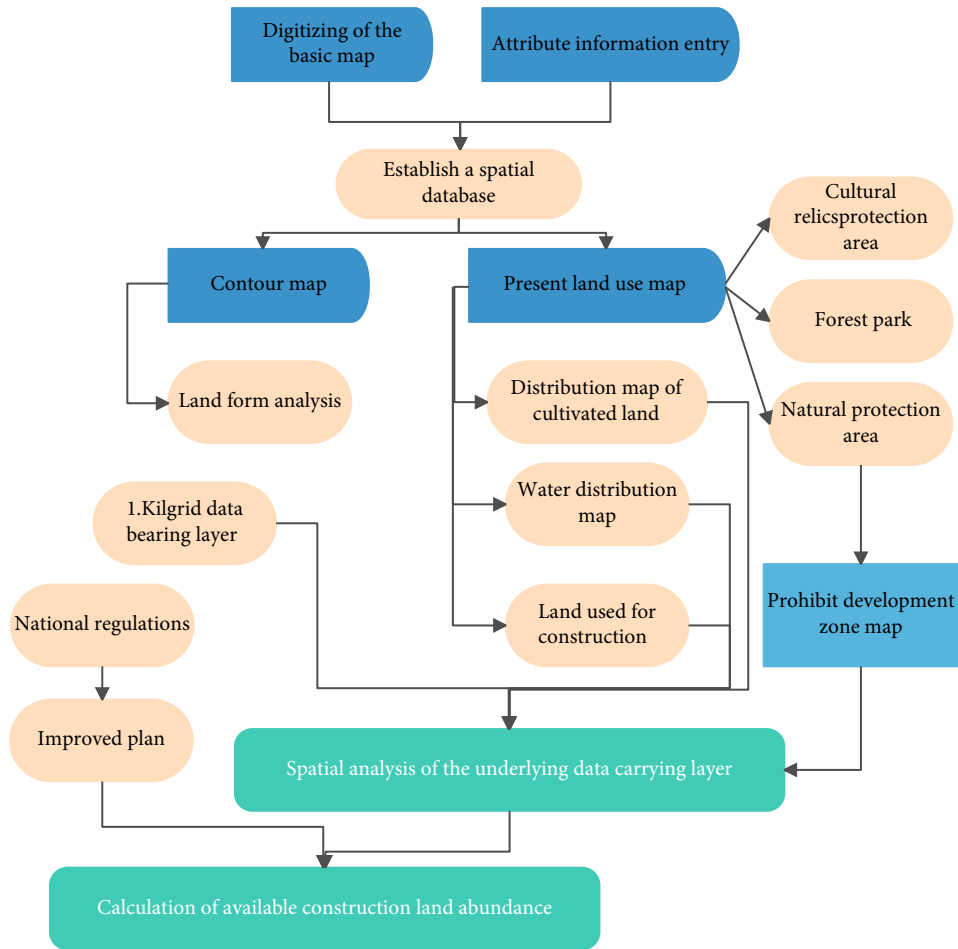 Digitizing of the
basic map
Attribute information entry
Establish a spatial
database
Cultural
relicsprotection
area
Contour map
Present land use map
Forest park
Land form analysis
Distribution map of
cultivated land
Natural protection
area
Water distribution
map
1.Kilgrid data
bearing layer
Land used for
construction
Prohibit development
zone map
National regulations
Improved plan
Spatial analysis of the underlying data carrying layer
Calculation of available construction land abundance